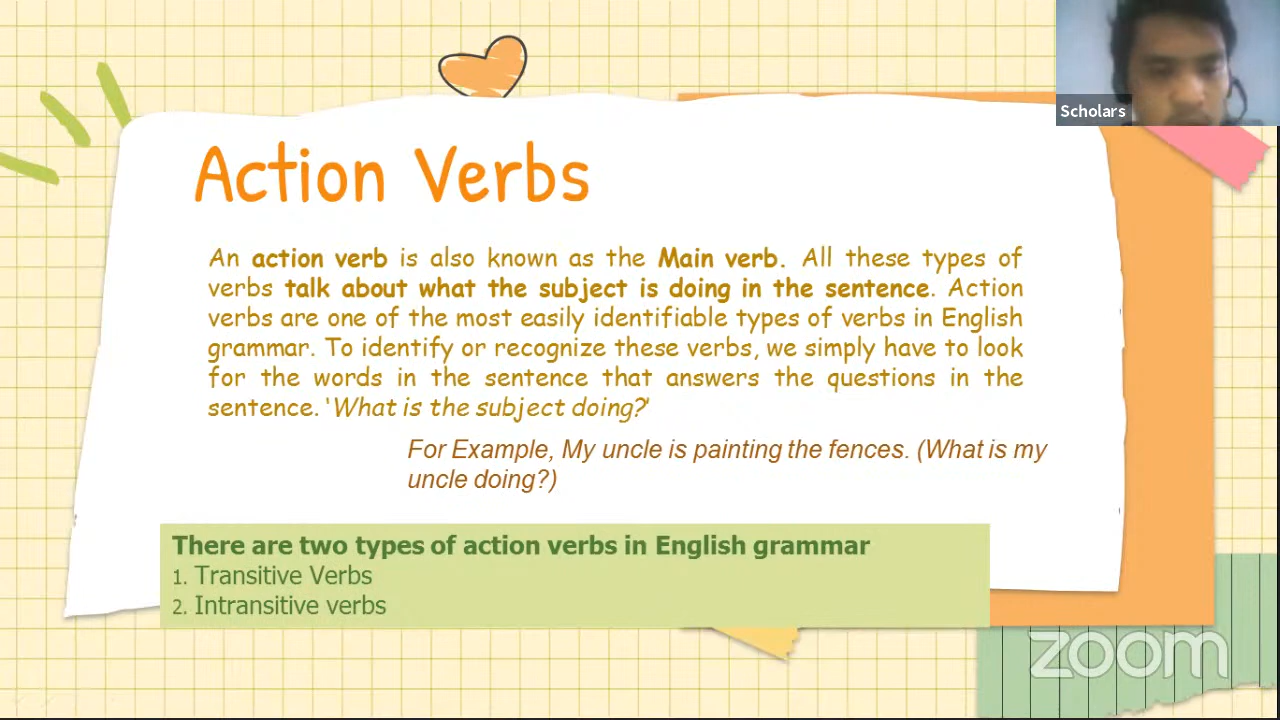 Scholars
Action Verbs
An action verb is also known as the Main verb. All these types of
verbs talk about what the subject is doing in the sentence. Action
verbs are one of the most easily identifiable types of verbs in English
grammar. To identify or recognize these verbs, we simply have to look
for the words in the sentence that answers the questions in the
sentence. ‘What is the subject doing?’
For Example, My uncle is painting the fences. (What is my
uncle doing?)
There are two types of action verbs in English grammar
1. Transitive Verbs
2. Intransitive verbs
zoom